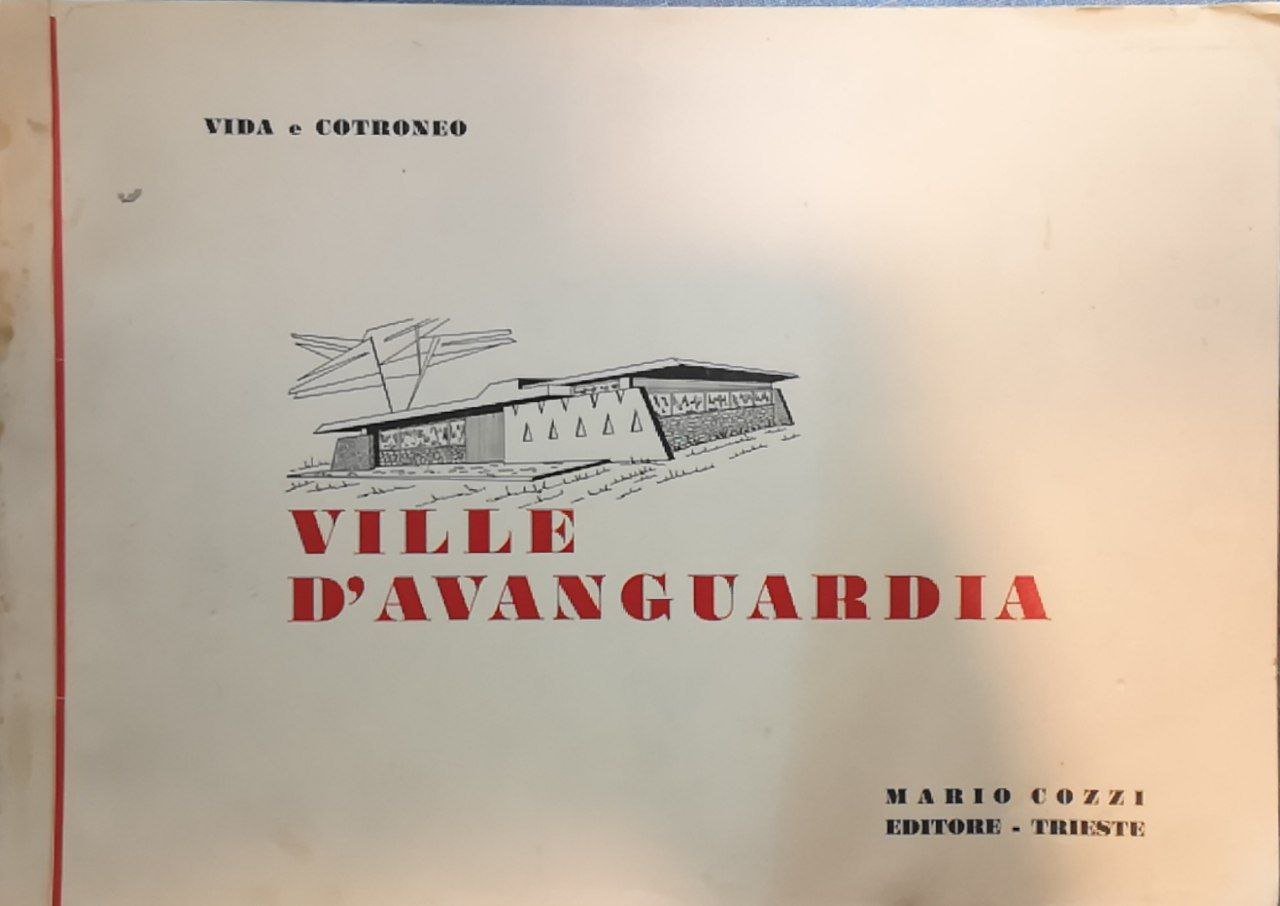 VIDA e COTRONEO
VILLE
D'AVANGUARDIA
MARIO COZZI
EDITORE - TRIESTE